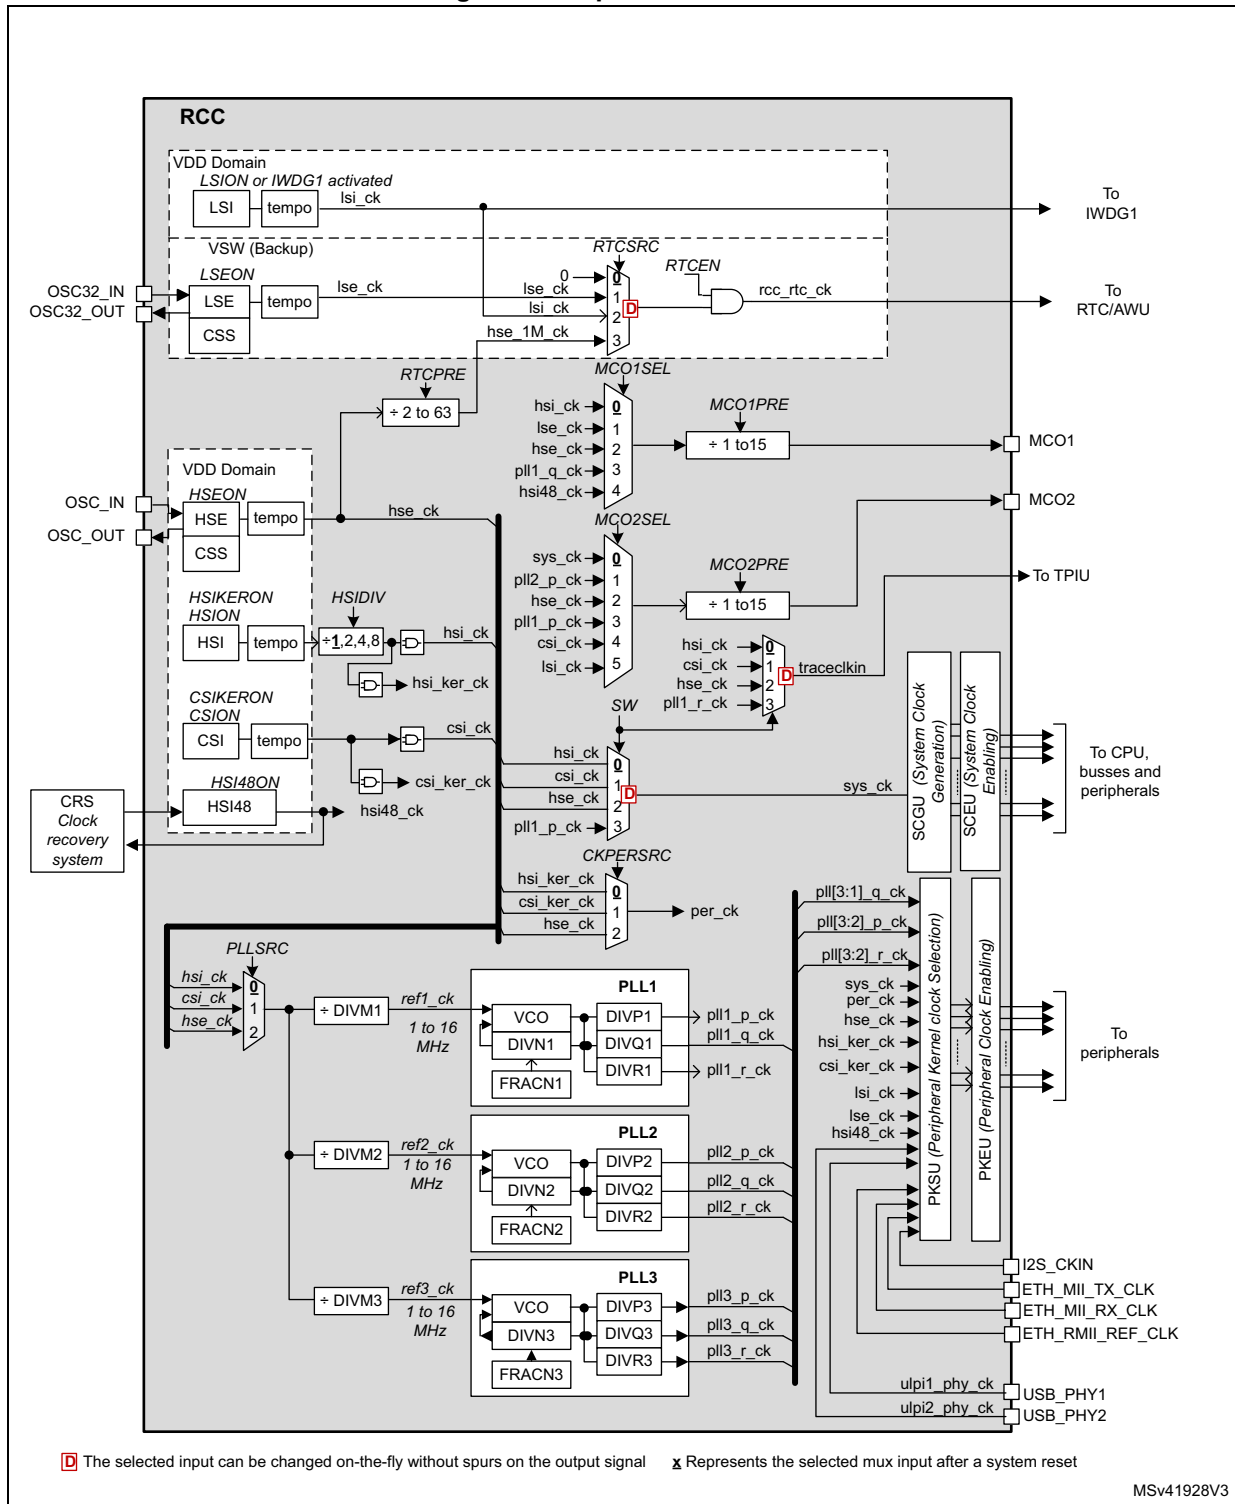 RCC
VDD Domain
LSION or IWDG1 activated
LSI
tempo
lsi_ck
To
IWDG1
VSW (Backup)
RTCSRC
LSEON
RTCEN
OSC32_IN
OSC32_OUT
LSE
tempo
CSS
lse_ck
0
lse_ck
lsi_ck
hse_1M_ck
0
1
2
3
D
rcc_rtc_ck
To
RTC/AWU
RTCPRE
÷ 2 to 63
MCO1SEL
hsi_ck
lse_ck
hse_ck
pll1_q_ck
hsi48_ck
0
1
2
3
4
MCO1PRE
÷ 1 to15
MCO1
VDD Domain
HSEON
OSC_IN
OSC_OUT
HSE
tempo
CSS
hse_ck
MCO2SEL
sys_ck
pll2_p_ck
hse_ck
pll1_p_ck
csi_ck
lsi_ck
0
1
2
3
4
5
MCO2PRE
÷ 1 to15
MCO2
To TPIU
HSIKERON
HSION
HSI
tempo
HSIDIV
÷1,2,4,8
hsi_ck
hsi_ker_ck
hsi_ck
csi_ck
hse_ck
pll1_r_ck
0
1
2
3
D
traceclkin
CSIKERON
CSION
CSI
tempo
csi_ck
csi_ker_ck
SW
hsi_ck
csi_ck
hse_ck
pll1_p_ck
0
1
2
3
D
sys_ck
SCGU (System Clock
Generation)
SCEU (System Clock
Enabling)
To CPU,
busses and
peripherals
HSI48ON
HSI48
hsi48_ck
CRS
Clock
recovery
system
CKPERSRC
hsi_ker_ck
csi_ker_ck
hse_ck
0
1
2
per_ck
PLLSRC
hsi_ck
csi_ck
hse_ck
0
1
2
÷ DIVM1
ref1_ck
1 to 16
MHz
PLL1
VCO
DIVN1
FRACN1
DIVP1
DIVQ1
DIVR1
pll1_p_ck
pll1_q_ck
pll1_r_ck
÷ DIVM2
ref2_ck
1 to 16
MHz
PLL2
VCO
DIVN2
FRACN2
DIVP2
DIVQ2
DIVR2
pll2_p_ck
pll2_q_ck
pll2_r_ck
÷ DIVM3
ref3_ck
1 to 16
MHz
PLL3
VCO
DIVN3
FRACN3
DIVP3
DIVQ3
DIVR3
pll3_p_ck
pll3_q_ck
pll3_r_ck
pll[3:1]_q_ck
pll[3:2]_p_ck
pll[3:2]_r_ck
sys_ck
per_ck
hse_ck
hsi_ker_ck
csi_ker_ck
lsi_ck
lse_ck
hsi48_ck
PKSU (Peripheral Kernel clock Selection)
PKEU (Peripheral Clock Enabling)
To
peripherals
I2S_CKIN
ETH_MII_TX_CLK
ETH_MII_RX_CLK
ETH_RMII_REF_CLK
ulpi1_phy_ck
USB_PHY1
ulpi2_phy_ck
USB_PHY2
D The selected input can be changed on-the-fly without spurs on the output signal
x Represents the selected mux input after a system reset
MSv41928V3